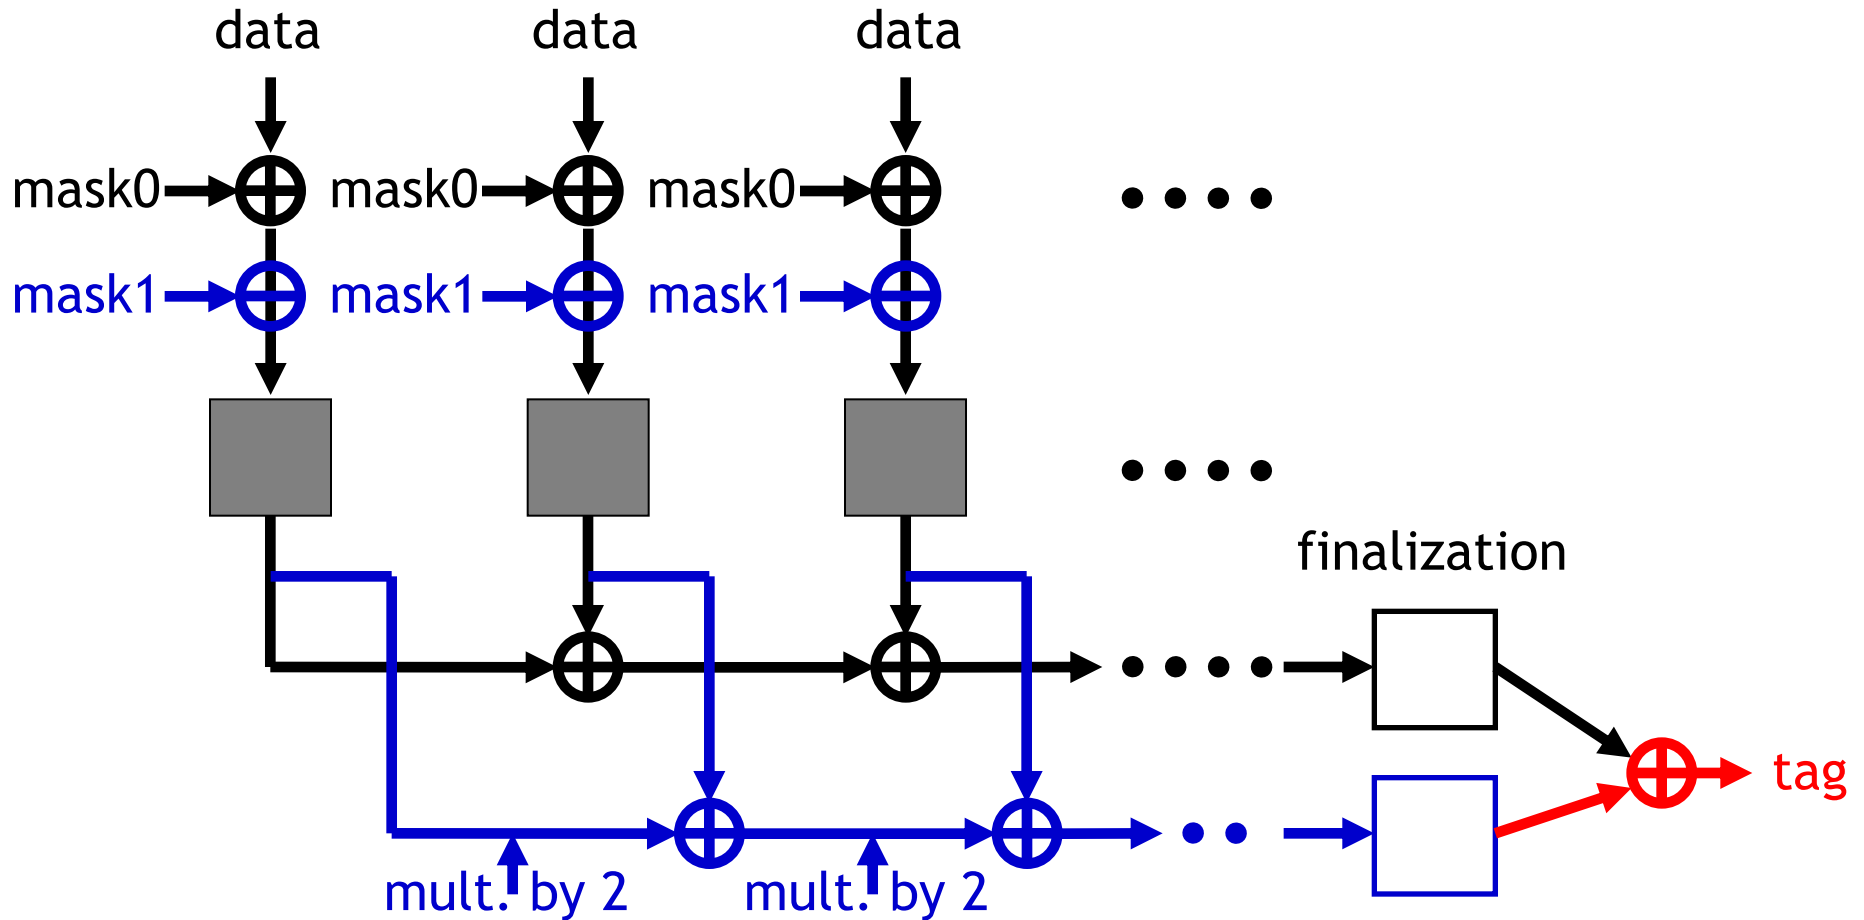 data data data
mask0 mask0 mask0
mask1 mask1 mask1
finalization
tag
mult. by 2 mult. by 2